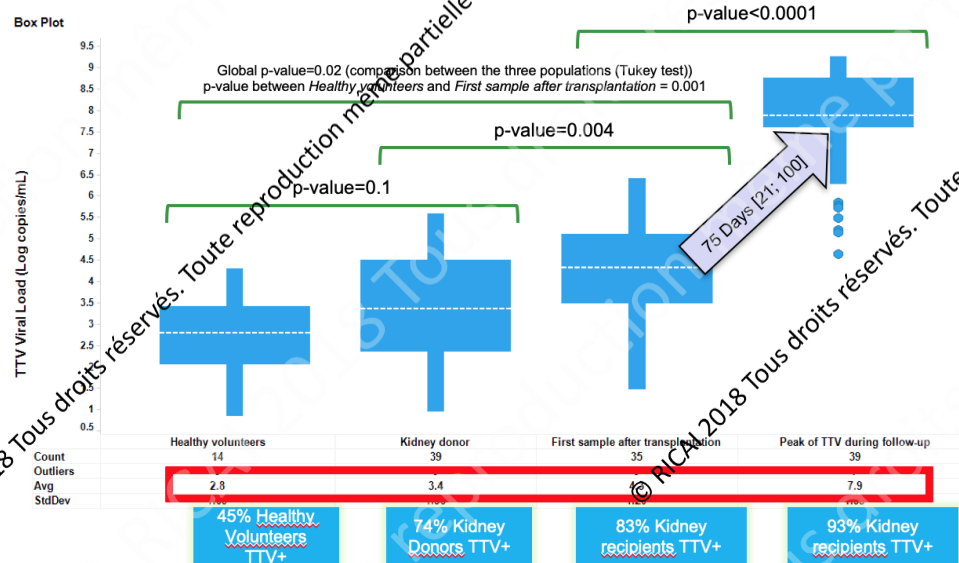 Box Plot
p-value<0.0001
Global p-value=0.02 (comparison between the three populations (Tukey test))
p-value between Healthy volunteers and First sample after transplantation = 0.001
p-value=0.004
p-value=0.1
75 Days [21; 100]
TTV Viral Load (Log copies/mL)
9.5
9
8.5
8
7.5
7
6.5
6
5.5
5
4.5
4
3.5
3
2.5
1
0.5
Healthy volunteers Kidney donor First sample after transplantation Peak of TTV during follow-up
Count 14 39 35 39
Outliers
Avg 2.8 3.4 7.9
StdDev
45% Healthy Volunteers TTV+
74% Kidney Donors TTV+
83% Kidney recipients TTV+
93% Kidney recipients TTV+
8 Tous droits réservés. Toute reproduction même partielle
© RICAI 2018 Tous droits réservés. Toute